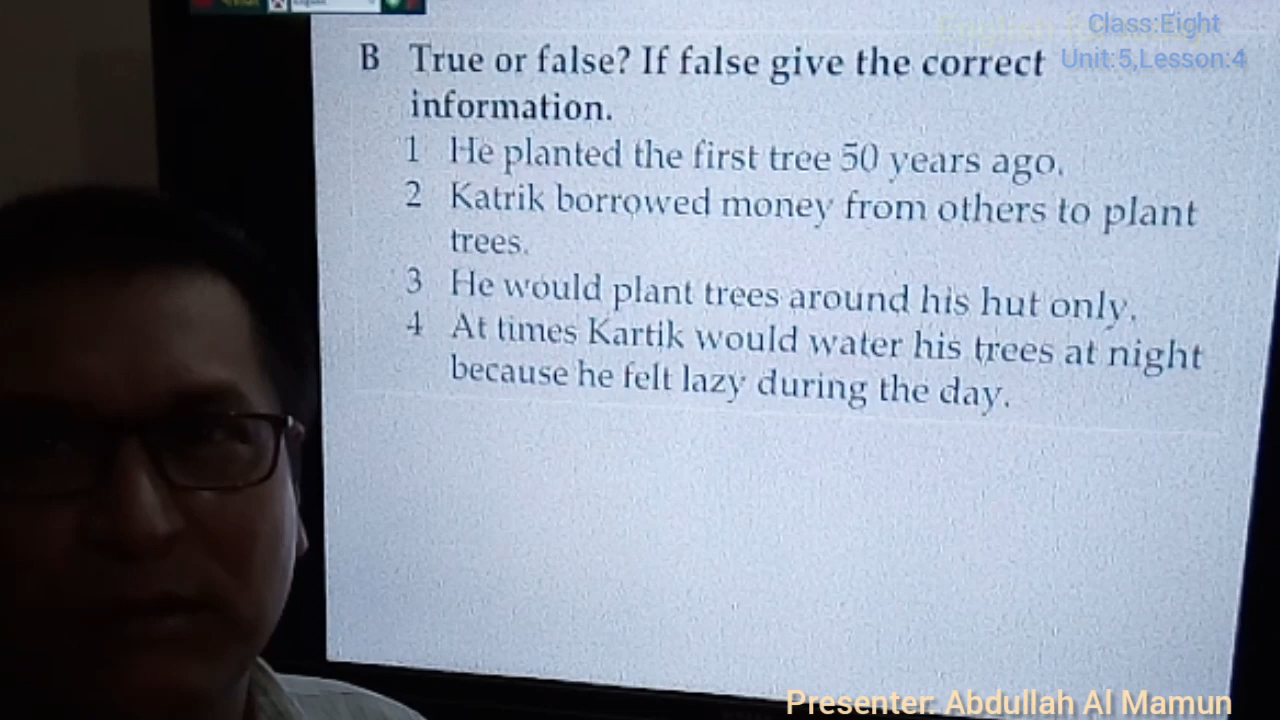 Class:Eight
Unit:5,Lesson:4
B True or false? If false give the correct
information.
1 He planted the first tree 50 years ago.
2 Katrik borrowed money from others to plant
trees.
3 He would plant trees around his hut only.
4 At times Kartik would water his trees at night
because he felt lazy during the day.
Presenter: Abdullah Al Mamun